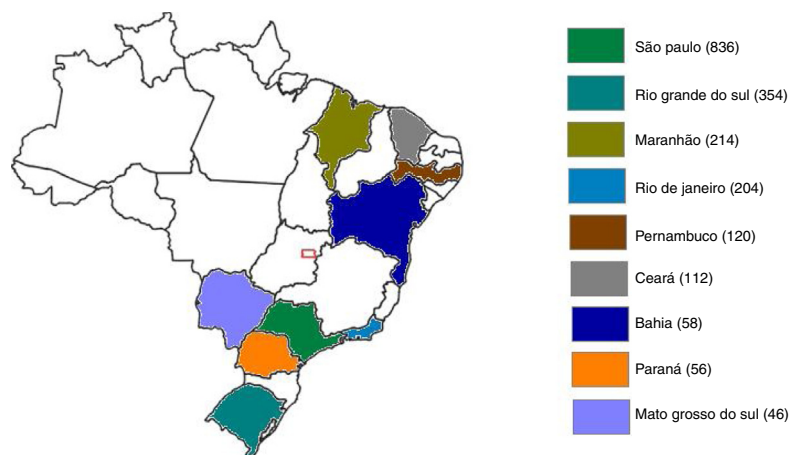 São paulo (836)
Rio grande do sul (354)
Maranhão (214)
Rio de janeiro (204)
Pernambuco (120)
Ceará (112)
Bahia (58)
Paraná (56)
Mato grosso do sul (46)